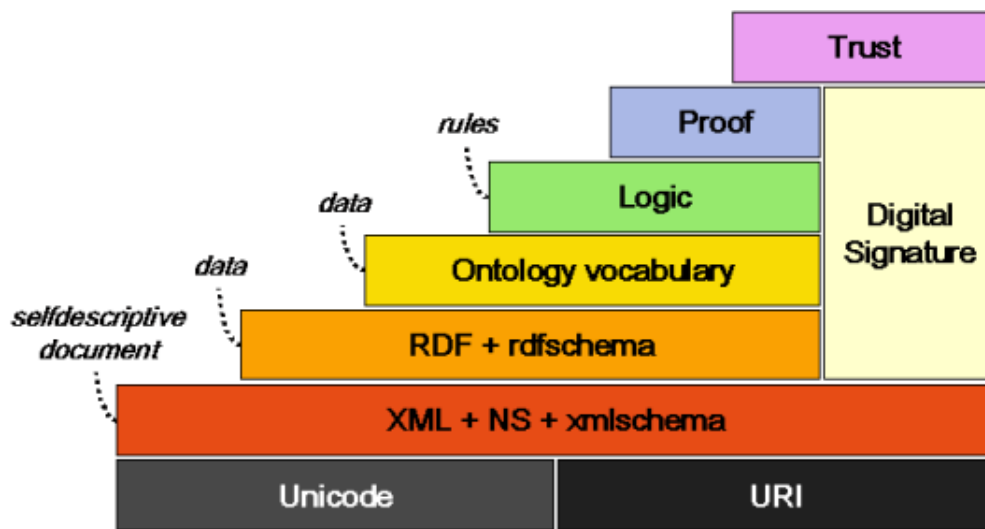 Trust
Proof
rules
Logic
data
Digital
Signature
Ontology vocabulary
data
RDF + rdfschema
selfdescriptive
document
XML + NS + xmlschema
Unicode
URI